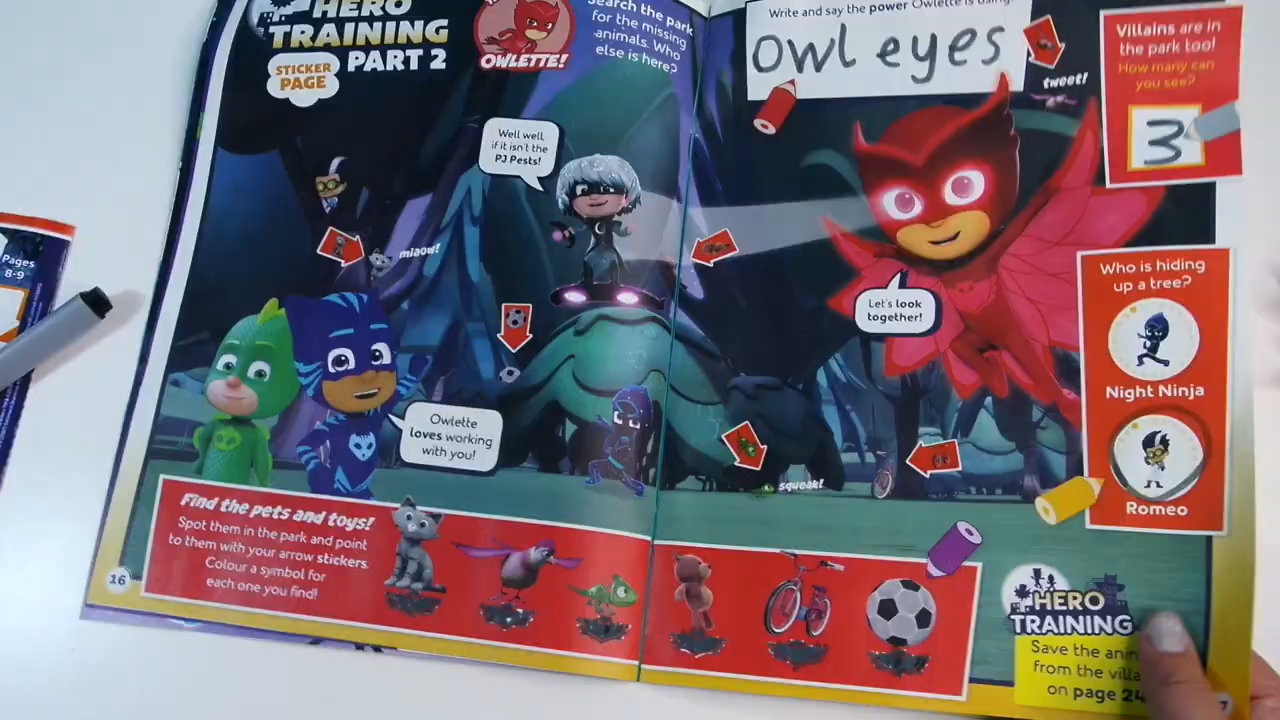 HERO
TRAINING
PART 2
STICKER
PAGE
OWLETTE!
Search the park
for the missing
animals. Who
else is here?
Well well,
if it isn't the
PJ Pests!
miaow!
Owlette
loves working
with you!
Find the pets and toys!
Spot them in the park and point
to them with your arrow stickers.
Colour a symbol for
each one you find!
16
Write and say the power Owlette is using!
owl eyes
tweet!
Villains are in
the park too!
How many can
you see?
3
Let's look
together!
Who is hiding
up a tree?
Night Ninja
Romeo
squeak!
HERO
TRAINING
Save the
from the
on page 24
Pages
8-9